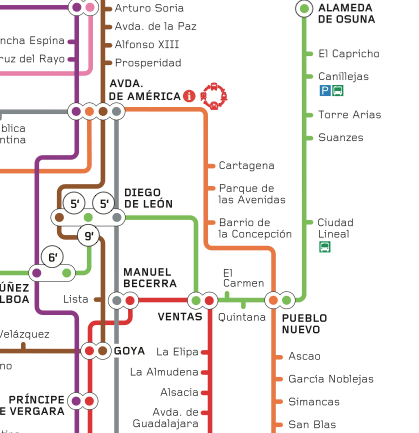 Arturo Soria
ALAMEDA
DE OSUNA
Avda. de la Paz
ncha Espina
Alfonso XIII
El Capricho
ruz del Rayo
Prosperidad
Canillejas
P
AVDA.
DE AMÉRICA
i
Torre Arias
blica
ntina
Suanzes
Cartagena
Parque de
las Avenidas
DIEGO
DE LEÓN
5'
5'
Barrio de
la Concepción
Ciudad
Lineal
9'
6'
ÚÑEZ
LBOA
MANUEL
BECERRA
El
Carmen
Lista
VENTAS
Quintana
PUEBLO
NUEVO
Velázquez
GOYA
La Elipa
Ascao
no
La Almudena
García Noblejas
Alsacia
PRÍNCIPE
E VERGARA
Simancas
Avda. de
Guadalajara
San Blas